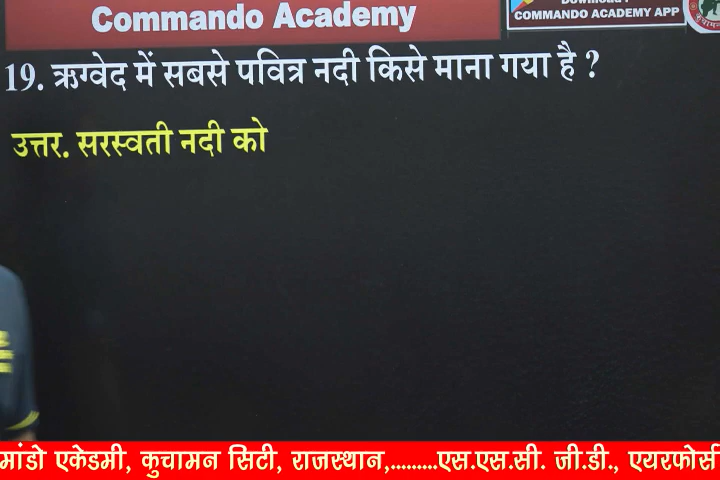 Commando Academy
COMMANDO ACADEMY APP
19. ऋग्वेद में सबसे पवित्र नदी किसे माना गया है ?
उत्तर. सरस्वती नदी को
मांडो एकेडमी, कुचामन सिटी, राजस्थान,.........एस.एस.सी. जी.डी., एयरफोर्स